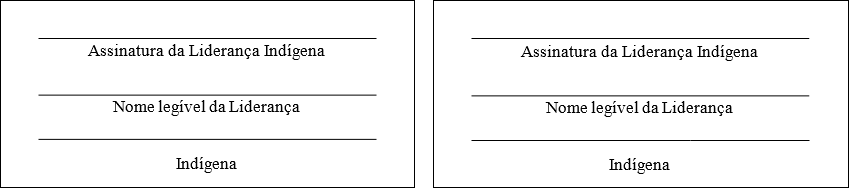 Assinatura da Liderança Indígena
Nome legível da Liderança
Indígena
Assinatura da Liderança Indígena
Nome legível da Liderança
Indígena